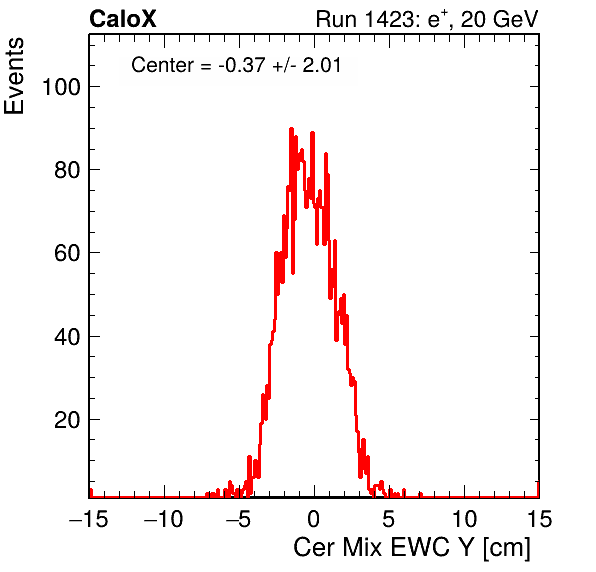 CaloX Run 1423: e⁺, 20 GeV
Center = -0.37 +/- 2.01
Events
100
80
60
40
20
−15 −10 −5 0 5 10 15
Cer Mix EWC Y [cm]